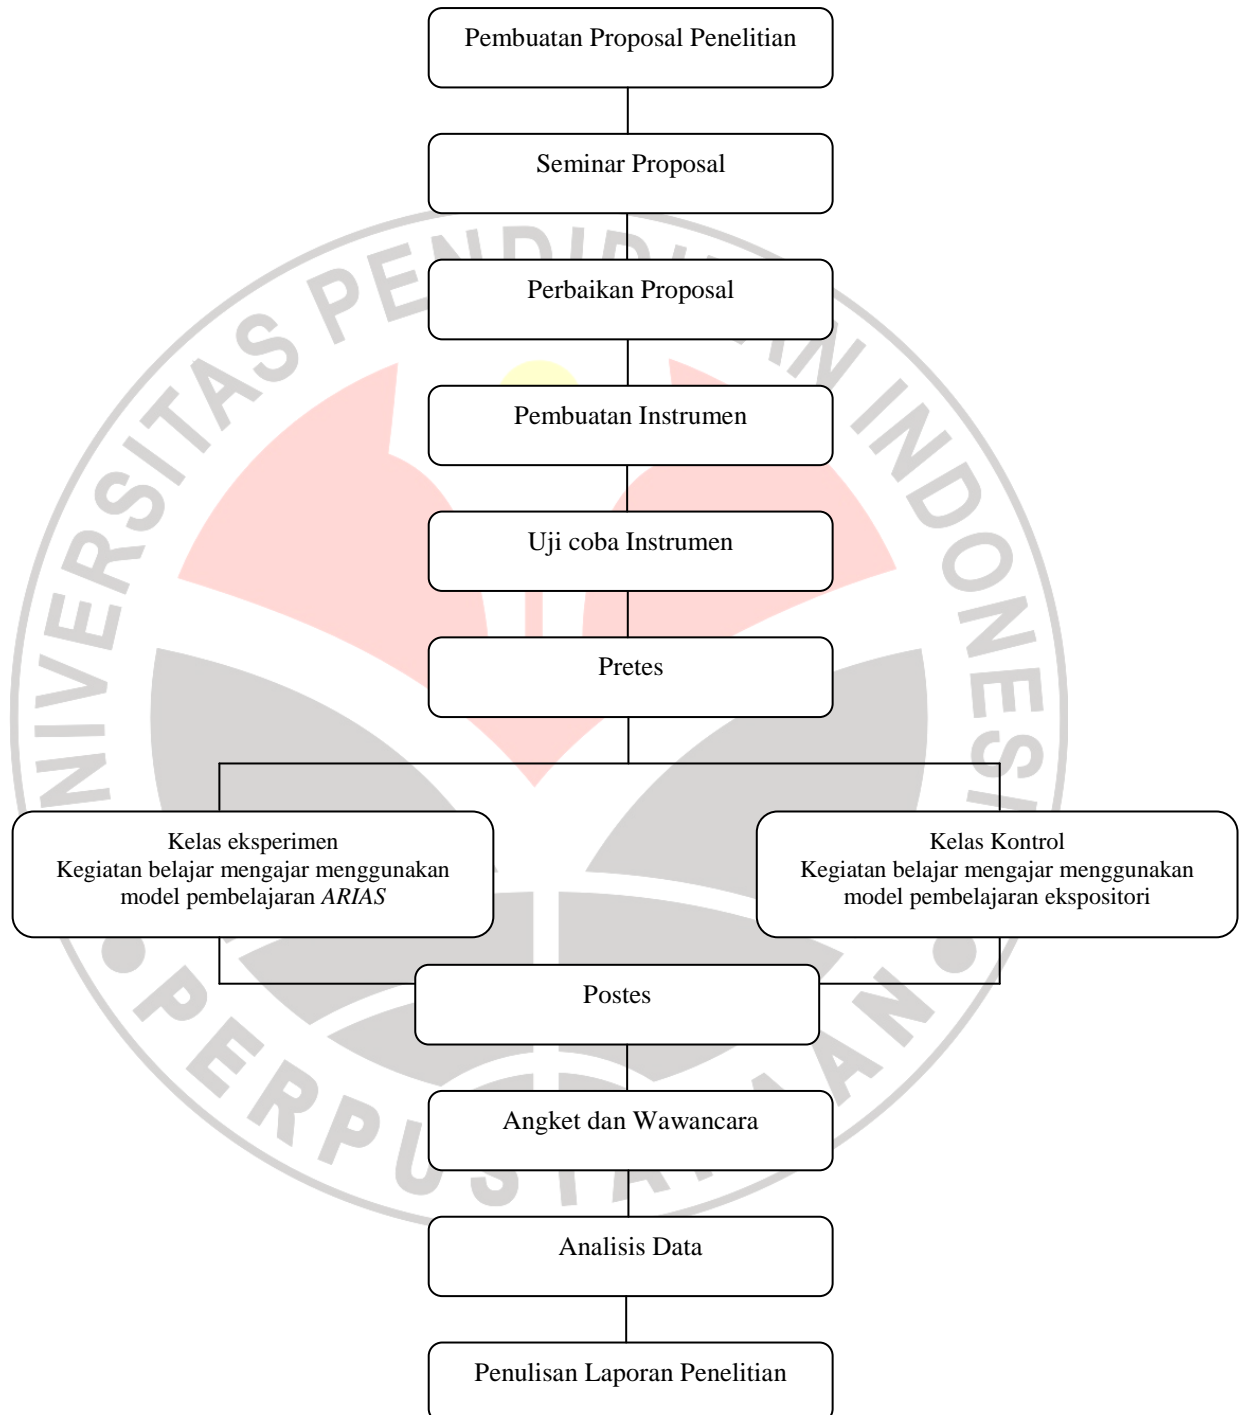 Pembuatan Proposal Penelitian
Seminar Proposal
Perbaikan Proposal
Pembuatan Instrumen
Uji coba Instrumen
Pretes
Kelas eksperimen
Kegiatan belajar mengajar menggunakan
model pembelajaran ARIAS
Kelas Kontrol
Kegiatan belajar mengajar menggunakan
model pembelajaran ekspositori
Postes
Angket dan Wawancara
Analisis Data
Penulisan Laporan Penelitian